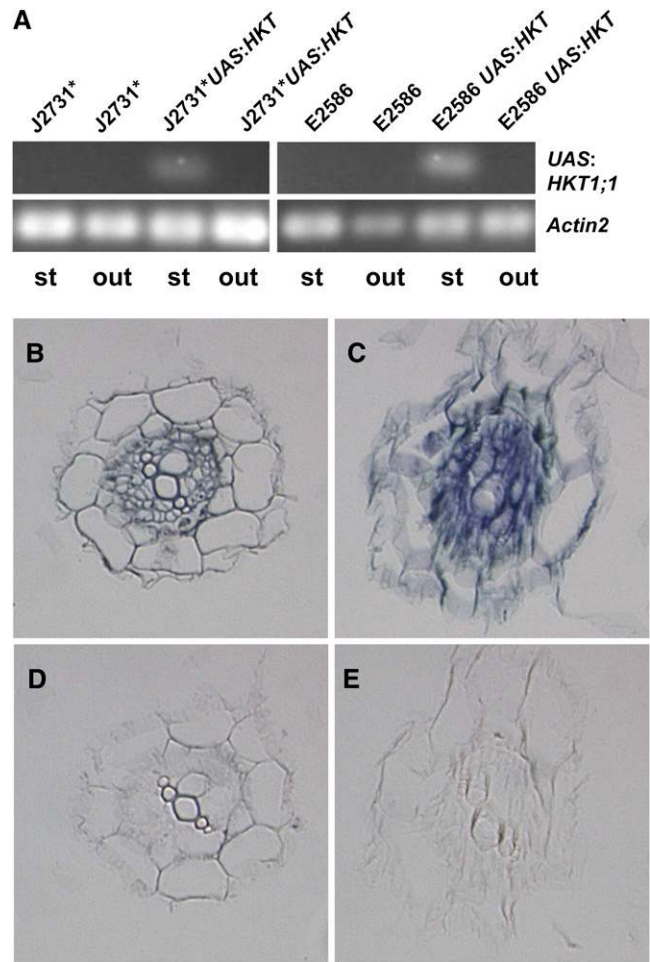 A
J2731*
J2731*
J2731*UAS:HKT
J2731*UAS:HKT
E2586
E2586
E2586 UAS:HKT
E2586 UAS:HKT
UAS:
HKT1;1
Actin2
st out st out st out st out
B
C
D
E